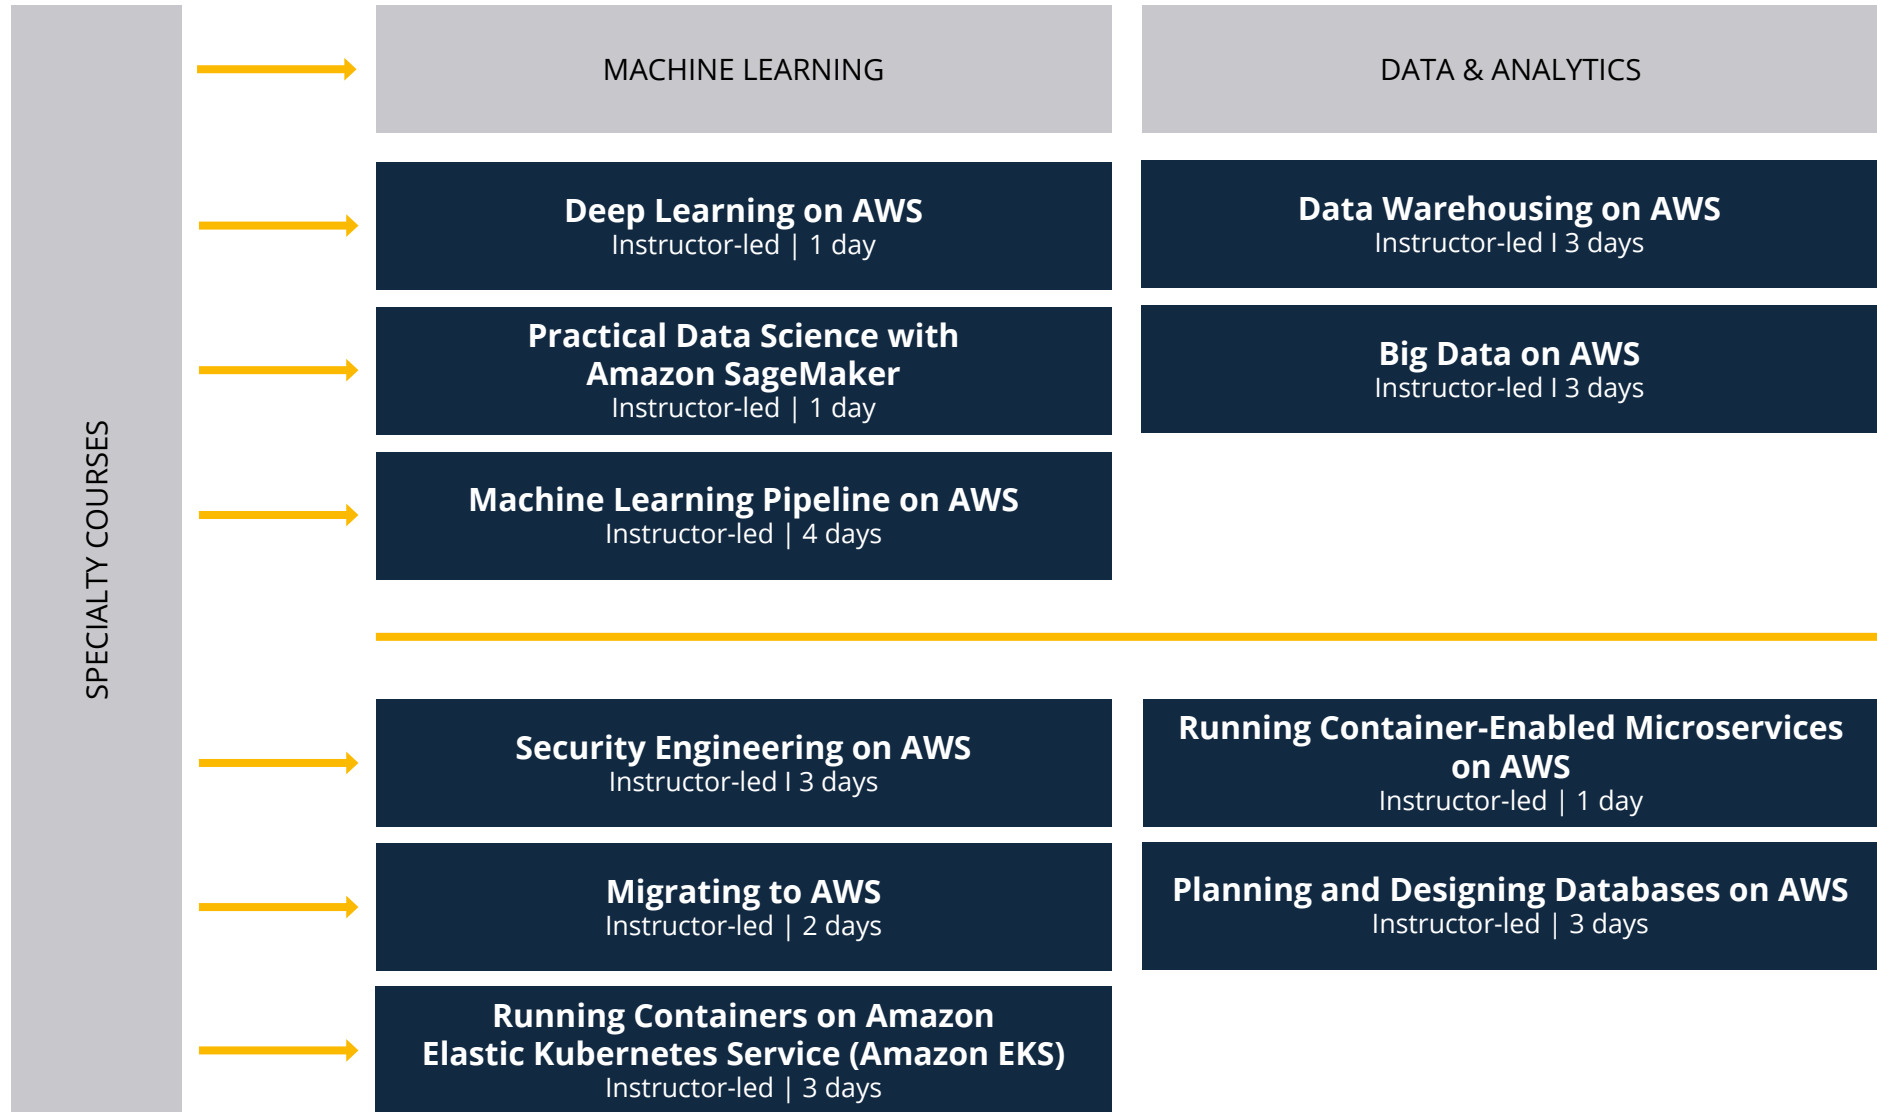 SPECIALTY COURSES
MACHINE LEARNING
DATA & ANALYTICS
Deep Learning on AWS
Instructor-led | 1 day
Data Warehousing on AWS
Instructor-led I 3 days
Practical Data Science with
Amazon SageMaker
Instructor-led | 1 day
Big Data on AWS
Instructor-led I 3 days
Machine Learning Pipeline on AWS
Instructor-led | 4 days
Security Engineering on AWS
Instructor-led I 3 days
Running Container-Enabled Microservices
on AWS
Instructor-led | 1 day
Migrating to AWS
Instructor-led | 2 days
Planning and Designing Databases on AWS
Instructor-led | 3 days
Running Containers on Amazon
Elastic Kubernetes Service (Amazon EKS)
Instructor-led | 3 days